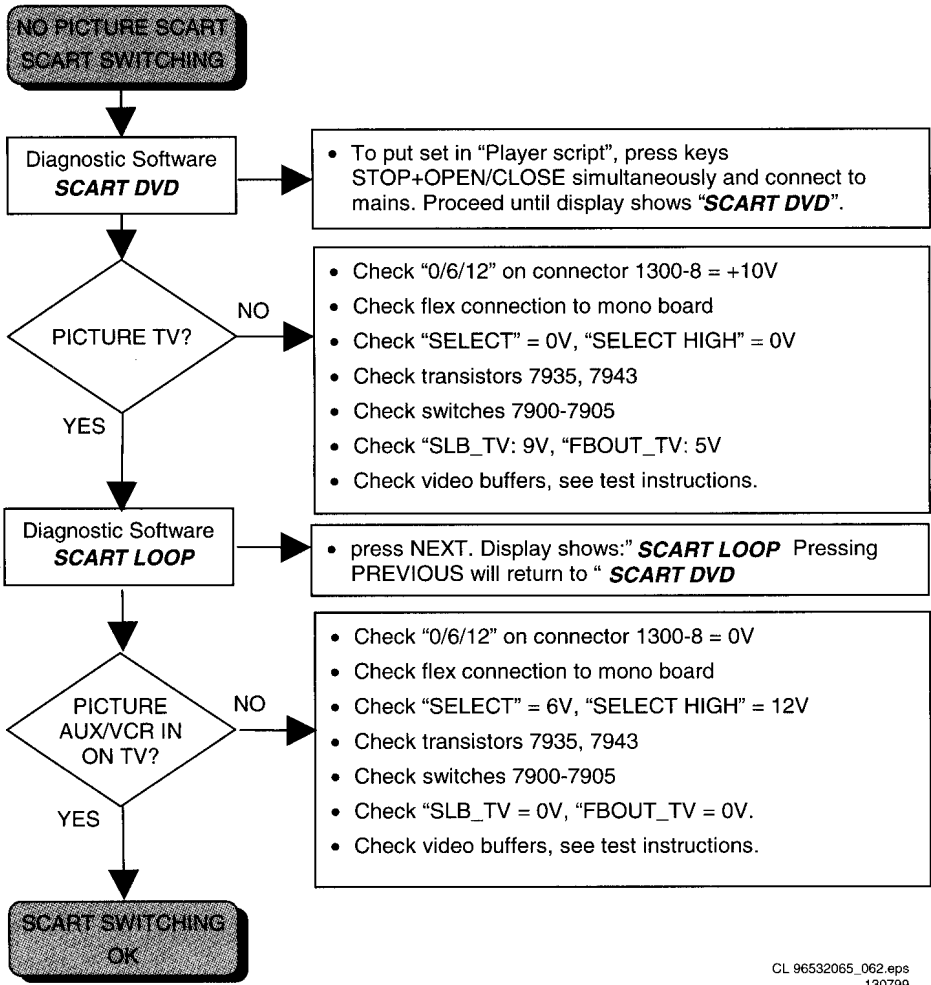 NO PICTURE SCART
SCART SWITCHING
Diagnostic Software
SCART DVD
• To put set in “Player script”, press keys
STOP+OPEN/CLOSE simultaneously and connect to
mains. Proceed until display shows “SCART DVD”.
PICTURE TV?
NO
• Check “0/6/12” on connector 1300-8 = +10V
• Check flex connection to mono board
• Check “SELECT” = 0V, “SELECT HIGH” = 0V
• Check transistors 7935, 7943
• Check switches 7900-7905
• Check “SLB_TV: 9V, “FBOUT_TV: 5V
• Check video buffers, see test instructions.
YES
Diagnostic Software
SCART LOOP
• press NEXT. Display shows:” SCART LOOP Pressing
PREVIOUS will return to “ SCART DVD
PICTURE
AUX/VCR IN
ON TV?
NO
• Check “0/6/12” on connector 1300-8 = 0V
• Check flex connection to mono board
• Check “SELECT” = 6V, “SELECT HIGH” = 12V
• Check transistors 7935, 7943
• Check switches 7900-7905
• Check “SLB_TV = 0V, “FBOUT_TV = 0V.
• Check video buffers, see test instructions.
YES
SCART SWITCHING
OK
CL 96532065_062.eps
130799